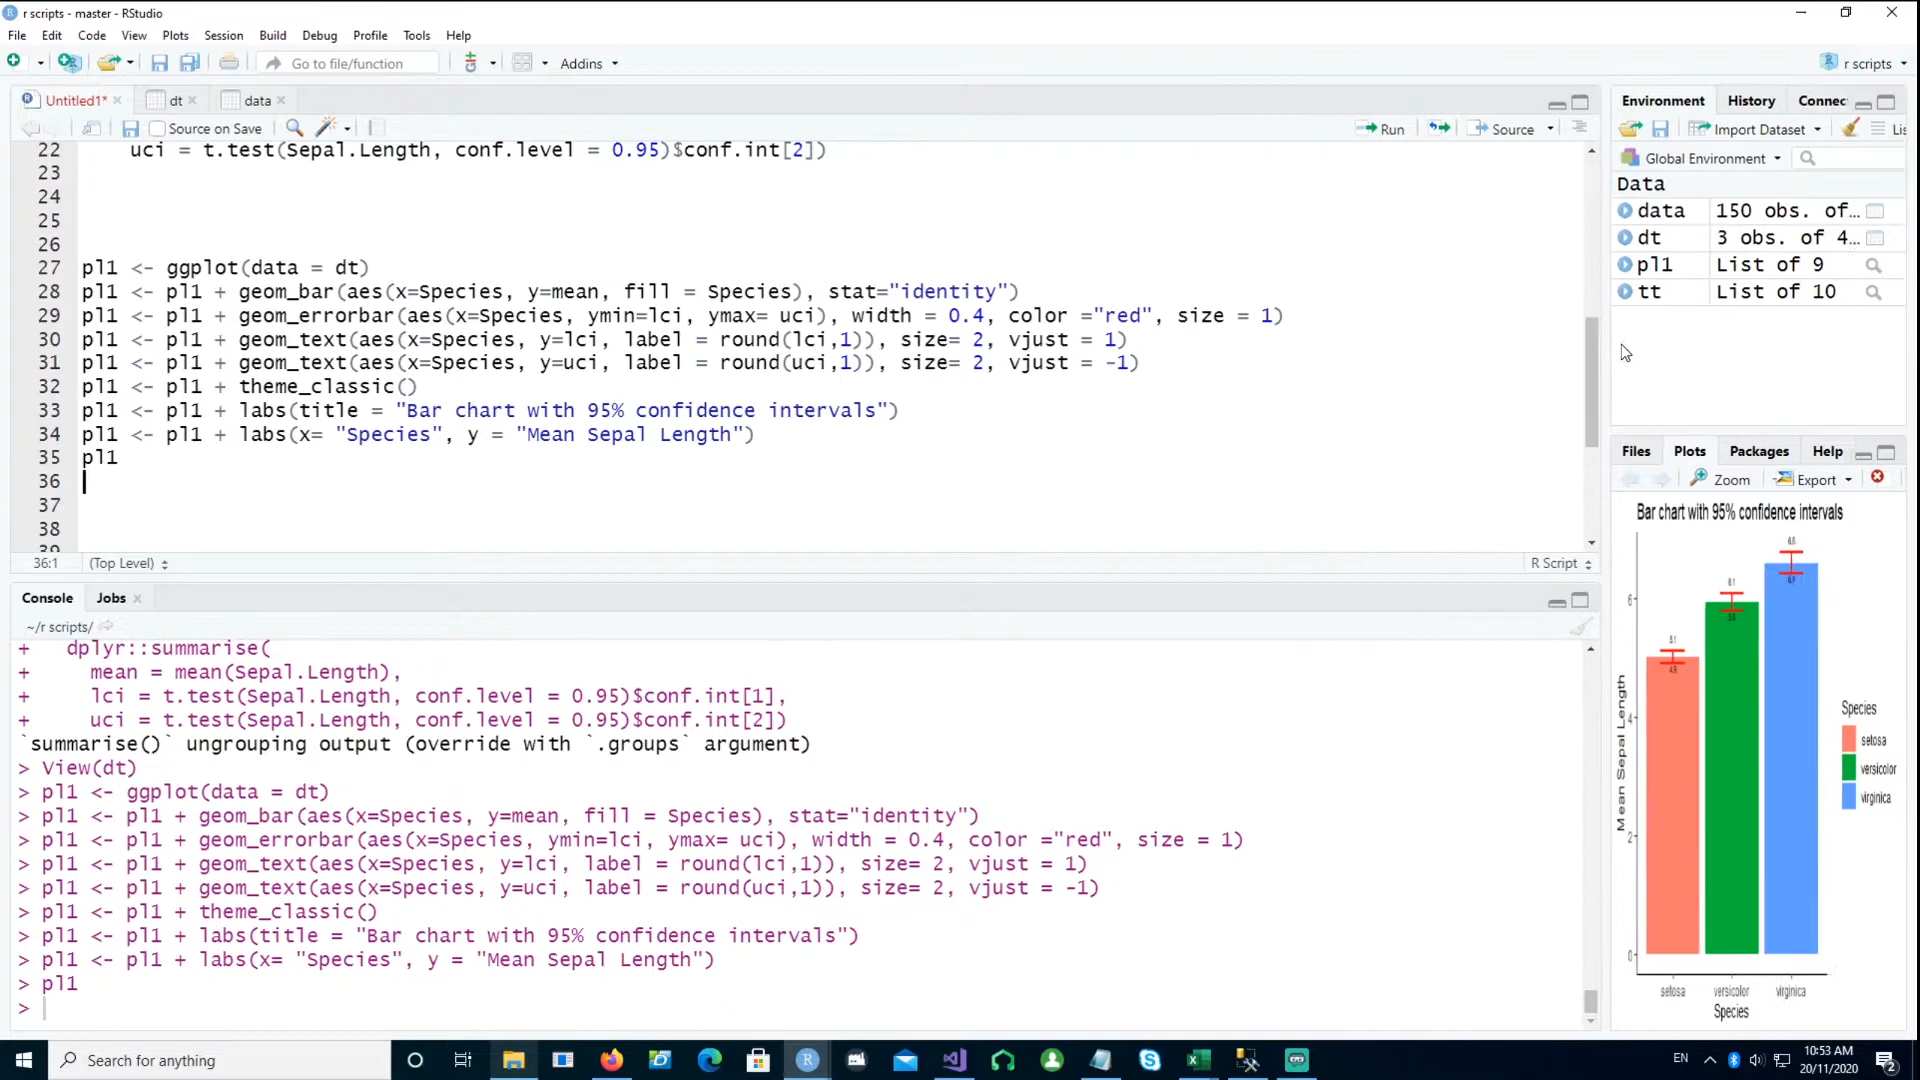 r scripts - master - RStudio
File Edit Code View Plots Session Build Debug Profile Tools Help
Go to file/function Addins r scripts
Untitled1* dt data
Source on Save Run Source
22 uci = t.test(Sepal.Length, conf.level = 0.95)$conf.int[2])
23
24
25
26
27 pl1 <- ggplot(data = dt)
28 pl1 <- pl1 + geom_bar(aes(x=Species, y=mean, fill = Species), stat="identity")
29 pl1 <- pl1 + geom_errorbar(aes(x=Species, ymin=lci, ymax= uci), width = 0.4, color ="red", size = 1)
30 pl1 <- pl1 + geom_text(aes(x=Species, y=lci, label = round(lci,1)), size= 2, vjust = 1)
31 pl1 <- pl1 + geom_text(aes(x=Species, y=uci, label = round(uci,1)), size= 2, vjust = -1)
32 pl1 <- pl1 + theme_classic()
33 pl1 <- pl1 + labs(title = "Bar chart with 95% confidence intervals")
34 pl1 <- pl1 + labs(x= "Species", y = "Mean Sepal Length")
35 pl1
36
37
38
39
36:1 (Top Level) R Script
Console Jobs
~/r scripts/
+ dplyr::summarise(
+ mean = mean(Sepal.Length),
+ lci = t.test(Sepal.Length, conf.level = 0.95)$conf.int[1],
+ uci = t.test(Sepal.Length, conf.level = 0.95)$conf.int[2])
`summarise()` ungrouping output (override with `.groups` argument)
> View(dt)
> pl1 <- ggplot(data = dt)
> pl1 <- pl1 + geom_bar(aes(x=Species, y=mean, fill = Species), stat="identity")
> pl1 <- pl1 + geom_errorbar(aes(x=Species, ymin=lci, ymax= uci), width = 0.4, color ="red", size = 1)
> pl1 <- pl1 + geom_text(aes(x=Species, y=lci, label = round(lci,1)), size= 2, vjust = 1)
> pl1 <- pl1 + geom_text(aes(x=Species, y=uci, label = round(uci,1)), size= 2, vjust = -1)
> pl1 <- pl1 + theme_classic()
> pl1 <- pl1 + labs(title = "Bar chart with 95% confidence intervals")
> pl1 <- pl1 + labs(x= "Species", y = "Mean Sepal Length")
> pl1
>
Environment History Connec
Import Dataset Lis
Global Environment
Data
data 150 obs. of…
dt 3 obs. of 4…
pl1 List of 9
tt List of 10
Files Plots Packages Help
Zoom Export
Bar chart with 95% confidence intervals
6.1
5.1
4.9
6
4
2
0
Mean Sepal Length
setosa versicolor virginica
Species
Species
setosa
versicolor
virginica
Search for anything
EN
10:53 AM
20/11/2020
2